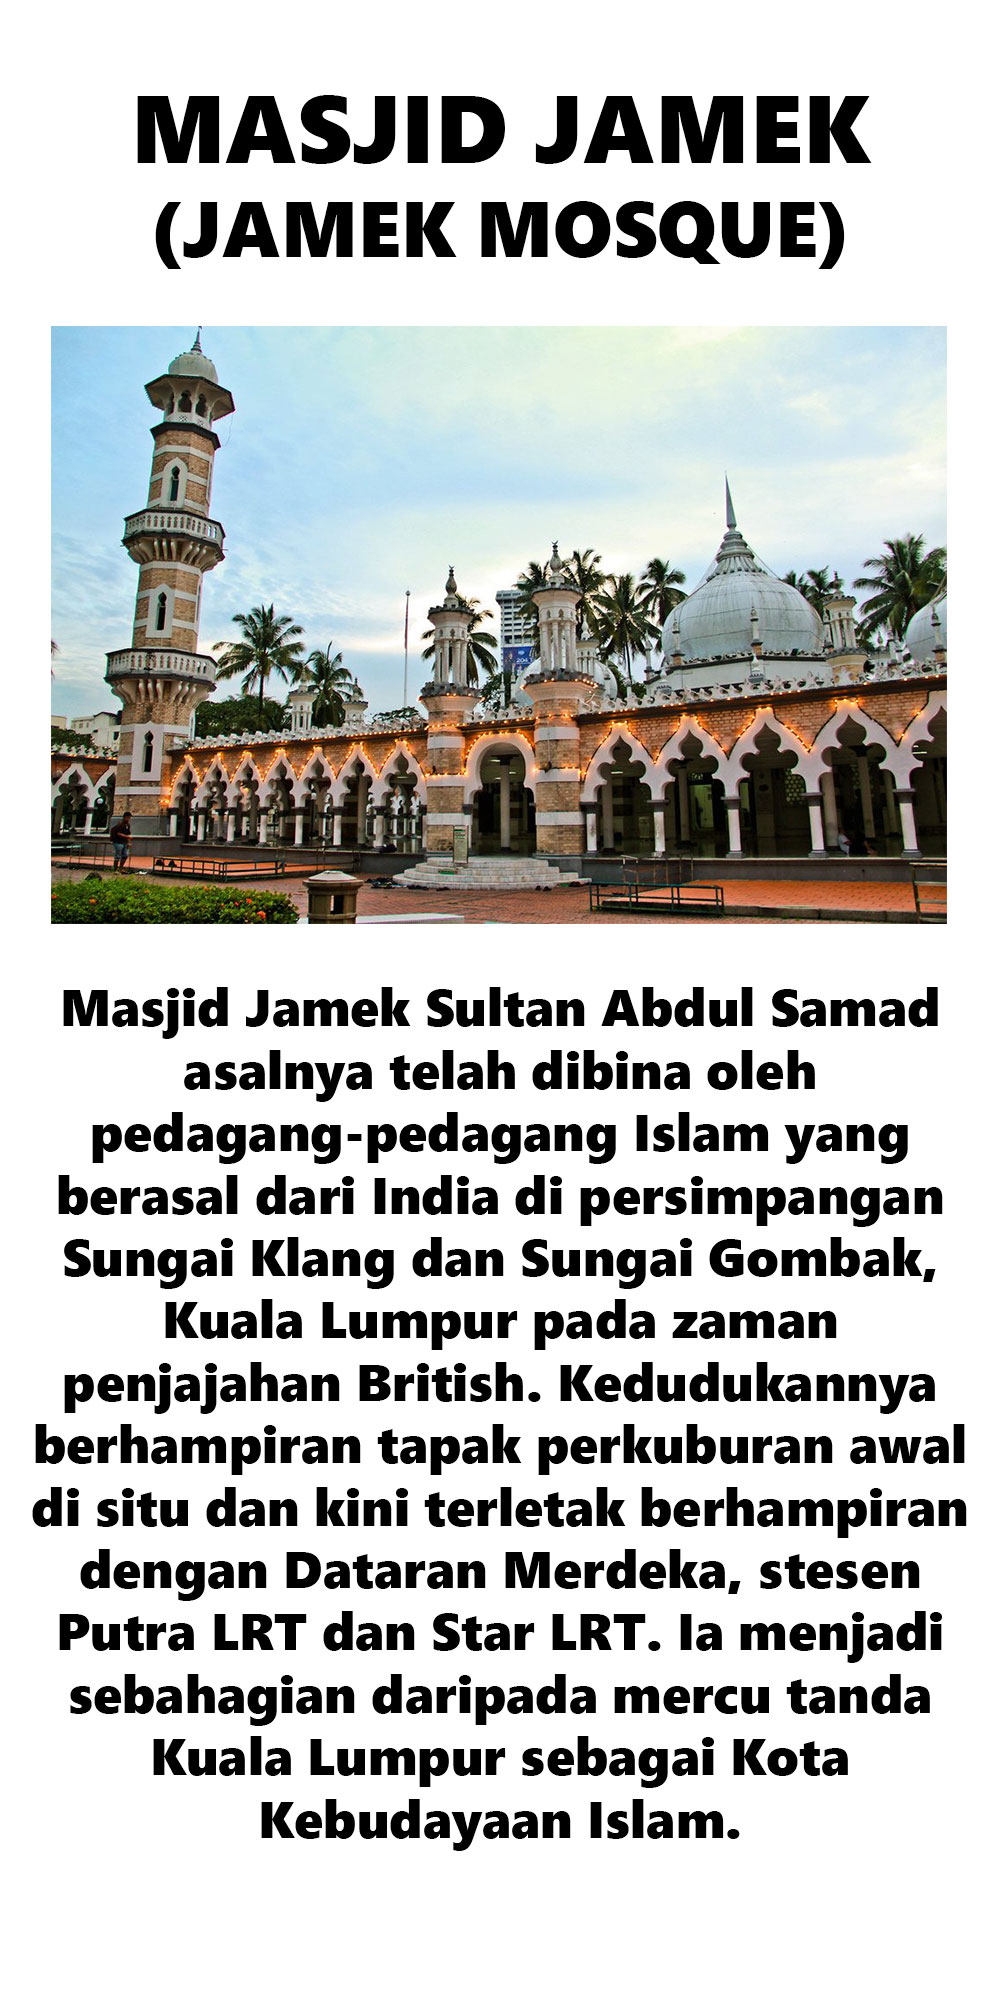 MASJID JAMEK
(JAMEK MOSQUE)
Masjid Jamek Sultan Abdul Samad
asalnya telah dibina oleh
pedagang-pedagang Islam yang
berasal dari India di persimpangan
Sungai Klang dan Sungai Gombak,
Kuala Lumpur pada zaman
penjajahan British. Kedudukannya
berhampiran tapak perkuburan awal
di situ dan kini terletak berhampiran
dengan Dataran Merdeka, stesen
Putra LRT dan Star LRT. Ia menjadi
sebahagian daripada mercu tanda
Kuala Lumpur sebagai Kota
Kebudayaan Islam.